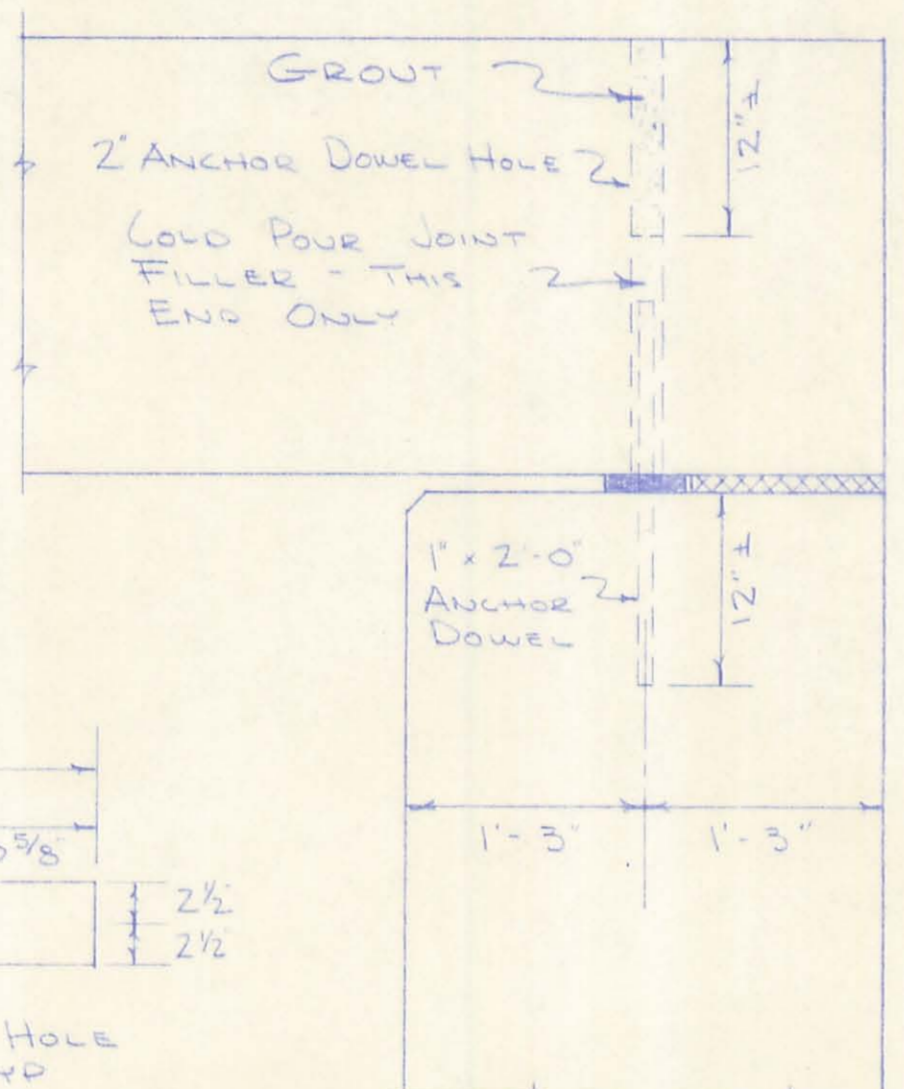 GROUT
12"±
2" ANCHOR DOWEL HOLE
COLD POUR JOINT
FILLER - THIS
END ONLY
1" x 2'-0"
ANCHOR
DOWEL
12"±
1'-3" 1'-3"
5/8"
2½"
2½"
HOLE